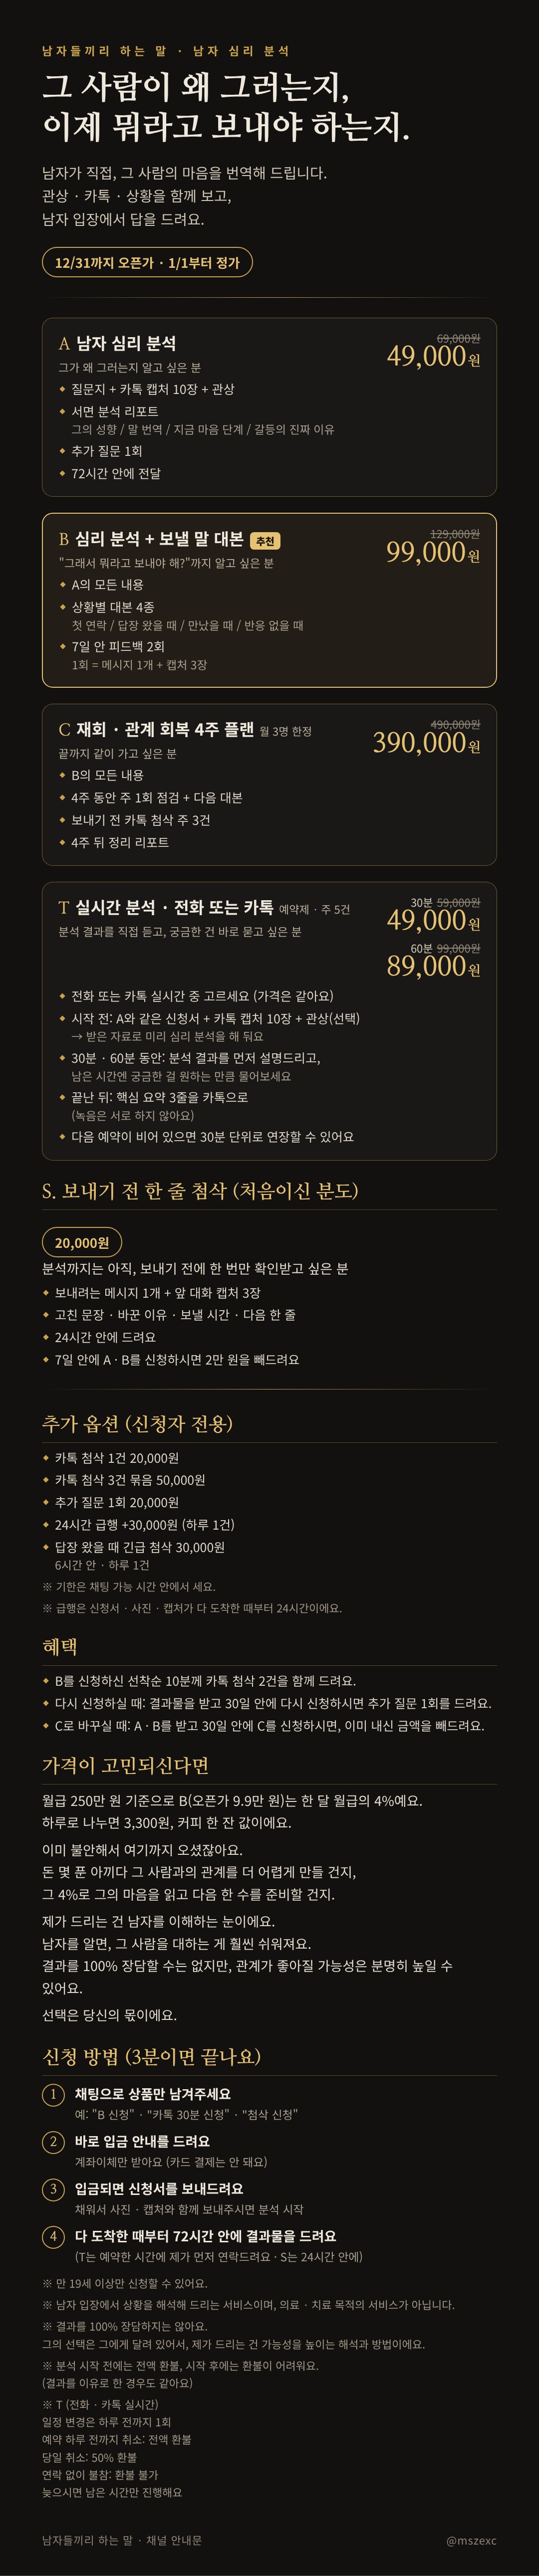 남자들끼리 하는 말 · 남자 심리 분석
그 사람이 왜 그러는지,
이제 뭐라고 보내야 하는지.
남자가 직접, 그 사람의 마음을 번역해 드립니다.
관상 · 카톡 · 상황을 함께 보고,
남자 입장에서 답을 드려요.
12/31까지 오픈가 · 1/1부터 정가
A 남자 심리 분석
69,000원
49,000원
그가 왜 그러는지 알고 싶은 분
◆ 질문지 + 카톡 캡처 10장 + 관상
◆ 서면 분석 리포트
그의 성향 / 말 번역 / 지금 마음 단계 / 갈등의 진짜 이유
◆ 추가 질문 1회
◆ 72시간 안에 전달
B 심리 분석 + 보낼 말 대본 추천
129,000원
99,000원
"그래서 뭐라고 보내야 해?"까지 알고 싶은 분
◆ A의 모든 내용
◆ 상황별 대본 4종
첫 연락 / 답장 왔을 때 / 만났을 때 / 반응 없을 때
◆ 7일 안 피드백 2회
1회 = 메시지 1개 + 캡처 3장
C 재회 · 관계 회복 4주 플랜 월 3명 한정
490,000원
390,000원
끝까지 같이 가고 싶은 분
◆ B의 모든 내용
◆ 4주 동안 주 1회 점검 + 다음 대본
◆ 보내기 전 카톡 첨삭 주 3건
◆ 4주 뒤 정리 리포트
T 실시간 분석 · 전화 또는 카톡 예약제 · 주 5건
30분 59,000원
49,000원
분석 결과를 직접 듣고, 궁금한 건 바로 묻고 싶은 분
60분 99,000원
89,000원
◆ 전화 또는 카톡 실시간 중 고르세요 (가격은 같아요)
◆ 시작 전: A와 같은 신청서 + 카톡 캡처 10장 + 관상(선택)
→ 받은 자료로 미리 심리 분석을 해 둬요
◆ 30분 · 60분 동안: 분석 결과를 먼저 설명드리고,
남은 시간엔 궁금한 걸 원하는 만큼 물어보세요
◆ 끝난 뒤: 핵심 요약 3줄을 카톡으로
(녹음은 서로 하지 않아요)
◆ 다음 예약이 비어 있으면 30분 단위로 연장할 수 있어요
S. 보내기 전 한 줄 첨삭 (처음이신 분도)
20,000원
분석까지는 아직, 보내기 전에 한 번만 확인받고 싶은 분
◆ 보내려는 메시지 1개 + 앞 대화 캡처 3장
◆ 고친 문장 · 바꾼 이유 · 보낼 시간 · 다음 한 줄
◆ 24시간 안에 드려요
◆ 7일 안에 A · B를 신청하시면 2만 원을 빼드려요
추가 옵션 (신청자 전용)
◆ 카톡 첨삭 1건 20,000원
◆ 카톡 첨삭 3건 묶음 50,000원
◆ 추가 질문 1회 20,000원
◆ 24시간 급행 +30,000원 (하루 1건)
◆ 답장 왔을 때 긴급 첨삭 30,000원
6시간 안 · 하루 1건
※ 기한은 채팅 가능 시간 안에서 세요.
※ 급행은 신청서 · 사진 · 캡처가 다 도착한 때부터 24시간이에요.
혜택
◆ B를 신청하신 선착순 10분께 카톡 첨삭 2건을 함께 드려요.
◆ 다시 신청하실 때: 결과물을 받고 30일 안에 다시 신청하시면 추가 질문 1회를 드려요.
◆ C로 바꾸실 때: A · B를 받고 30일 안에 C를 신청하시면, 이미 내신 금액을 빼드려요.
가격이 고민되신다면
월급 250만 원 기준으로 B(오픈가 9.9만 원)는 한 달 월급의 4%예요.
하루로 나누면 3,300원, 커피 한 잔 값이에요.
이미 불안해서 여기까지 오셨잖아요.
돈 몇 푼 아끼다 그 사람과의 관계를 더 어렵게 만들 건지,
그 4%로 그의 마음을 읽고 다음 한 수를 준비할 건지.
제가 드리는 건 남자를 이해하는 눈이에요.
남자를 알면, 그 사람을 대하는 게 훨씬 쉬워져요.
결과를 100% 장담할 수는 없지만, 관계가 좋아질 가능성은 분명히 높일 수
있어요.
선택은 당신의 몫이에요.
신청 방법 (3분이면 끝나요)
1 채팅으로 상품만 남겨주세요
예: "B 신청" · "카톡 30분 신청" · "첨삭 신청"
2 바로 입금 안내를 드려요
계좌이체만 받아요 (카드 결제는 안 돼요)
3 입금되면 신청서를 보내드려요
채워서 사진 · 캡처와 함께 보내주시면 분석 시작
4 다 도착한 때부터 72시간 안에 결과물을 드려요
(T는 예약한 시간에 제가 먼저 연락드려요 · S는 24시간 안에)
※ 만 19세 이상만 신청할 수 있어요.
※ 남자 입장에서 상황을 해석해 드리는 서비스이며, 의료 · 치료 목적의 서비스가 아닙니다.
※ 결과를 100% 장담하지는 않아요.
그의 선택은 그에게 달려 있어서, 제가 드리는 건 가능성을 높이는 해석과 방법이에요.
※ 분석 시작 전에는 전액 환불, 시작 후에는 환불이 어려워요.
(결과를 이유로 한 경우도 같아요)
※ T (전화 · 카톡 실시간)
일정 변경은 하루 전까지 1회
예약 하루 전까지 취소: 전액 환불
당일 취소: 50% 환불
연락 없이 불참: 환불 불가
늦으시면 남은 시간만 진행해요
남자들끼리 하는 말 · 채널 안내문
@mszexc